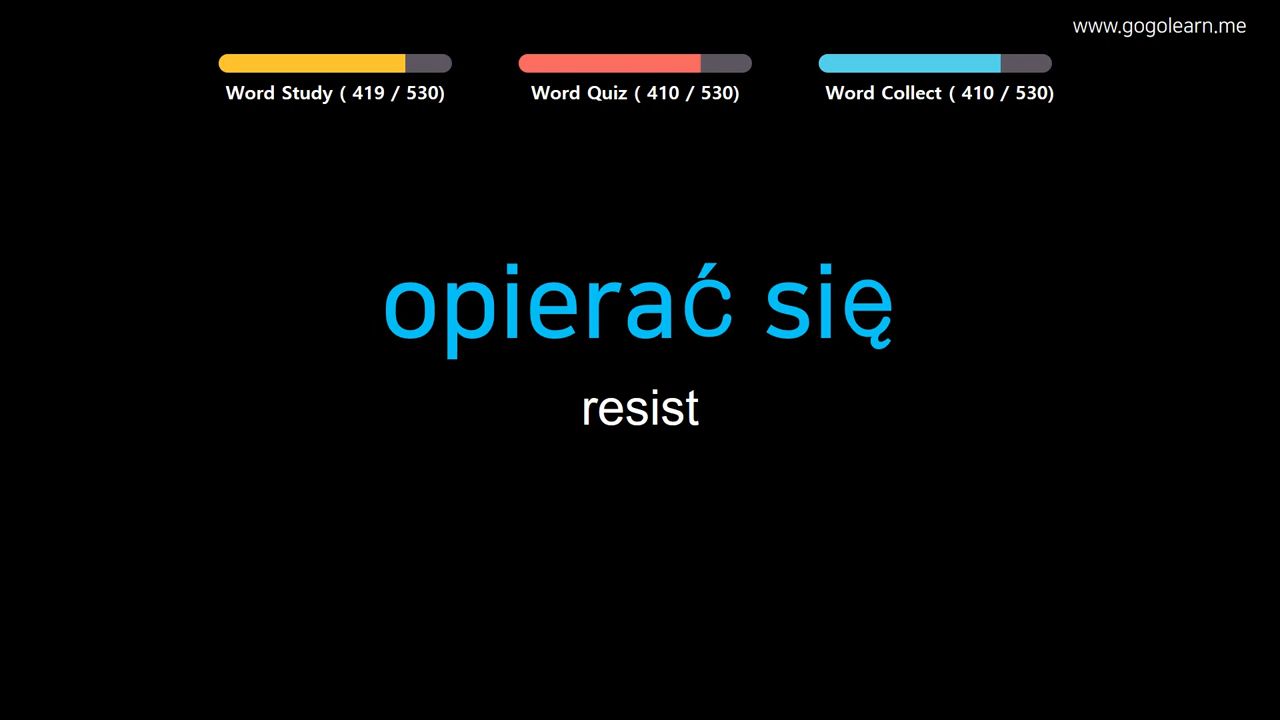 www.gogolearn.me
Word Study ( 419 / 530)
Word Quiz ( 410 / 530)
Word Collect ( 410 / 530)
opierać się
resist